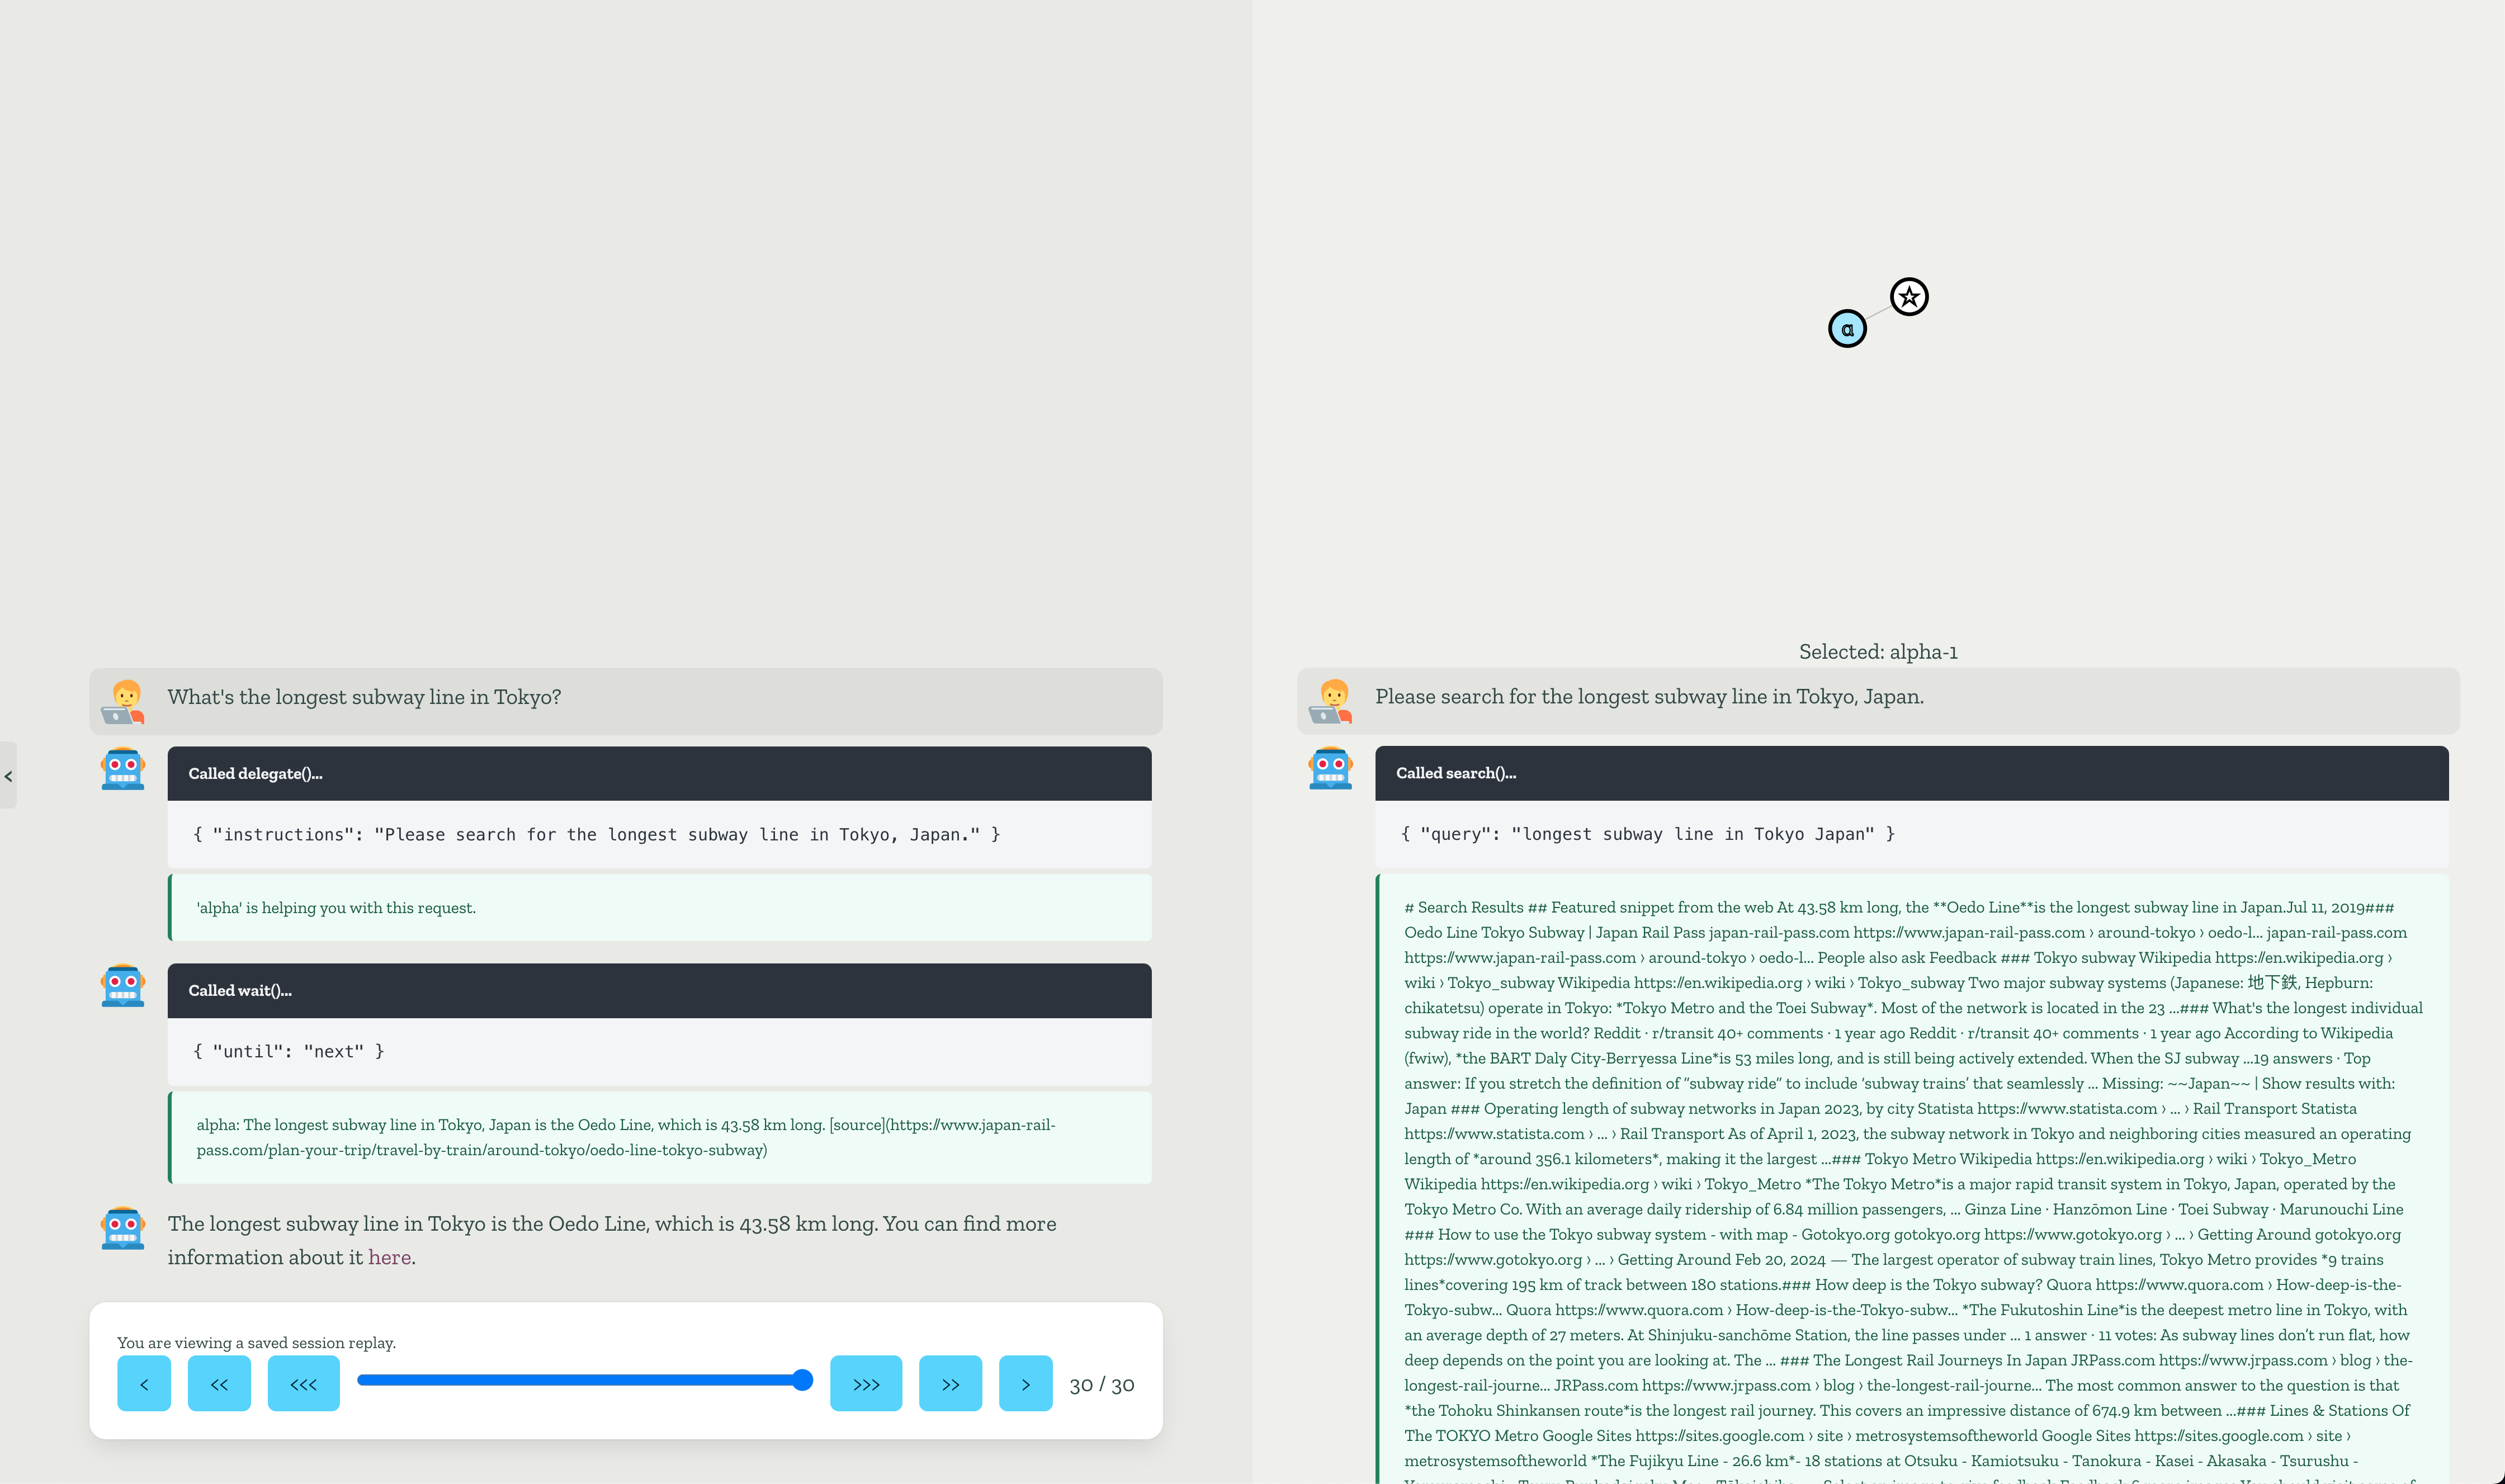 <
What's the longest subway line in Tokyo?
Called delegate()...
{ "instructions": "Please search for the longest subway line in Tokyo, Japan." }
'alpha' is helping you with this request.
Called wait()...
{ "until": "next" }
alpha: The longest subway line in Tokyo, Japan is the Oedo Line, which is 43.58 km long. [source](https://www.japan-rail-
pass.com/plan-your-trip/travel-by-train/around-tokyo/oedo-line-tokyo-subway)
The longest subway line in Tokyo is the Oedo Line, which is 43.58 km long. You can find more
information about it here.
You are viewing a saved session replay.
< << <<< >>> >> > 30 / 30
α
Selected: alpha-1
Please search for the longest subway line in Tokyo, Japan.
Called search()...
{ "query": "longest subway line in Tokyo Japan" }
# Search Results ## Featured snippet from the web At 43.58 km long, the **Oedo Line**is the longest subway line in Japan.Jul 11, 2019###
Oedo Line Tokyo Subway | Japan Rail Pass japan-rail-pass.com https://www.japan-rail-pass.com › around-tokyo › oedo-l... japan-rail-pass.com
https://www.japan-rail-pass.com › around-tokyo › oedo-l... People also ask Feedback ### Tokyo subway Wikipedia https://en.wikipedia.org ›
wiki › Tokyo_subway Wikipedia https://en.wikipedia.org › wiki › Tokyo_subway Two major subway systems (Japanese: 地下鉄, Hepburn:
chikatetsu) operate in Tokyo: *Tokyo Metro and the Toei Subway*. Most of the network is located in the 23 ...### What's the longest individual
subway ride in the world? Reddit · r/transit 40+ comments · 1 year ago Reddit · r/transit 40+ comments · 1 year ago According to Wikipedia
(fwiw), *the BART Daly City-Berryessa Line*is 53 miles long, and is still being actively extended. When the SJ subway ...19 answers · Top
answer: If you stretch the definition of “subway ride” to include ‘subway trains’ that seamlessly ... Missing: ~~Japan~~ | Show results with:
Japan ### Operating length of subway networks in Japan 2023, by city Statista https://www.statista.com › ... › Rail Transport Statista
https://www.statista.com › ... › Rail Transport As of April 1, 2023, the subway network in Tokyo and neighboring cities measured an operating
length of *around 356.1 kilometers*, making it the largest ...### Tokyo Metro Wikipedia https://en.wikipedia.org › wiki › Tokyo_Metro
Wikipedia https://en.wikipedia.org › wiki › Tokyo_Metro *The Tokyo Metro*is a major rapid transit system in Tokyo, Japan, operated by the
Tokyo Metro Co. With an average daily ridership of 6.84 million passengers, ... Ginza Line · Hanzōmon Line · Toei Subway · Marunouchi Line
### How to use the Tokyo subway system - with map - Gotokyo.org gotokyo.org https://www.gotokyo.org › ... › Getting Around gotokyo.org
https://www.gotokyo.org › ... › Getting Around Feb 20, 2024 — The largest operator of subway train lines, Tokyo Metro provides *9 trains
lines*covering 195 km of track between 180 stations.### How deep is the Tokyo subway? Quora https://www.quora.com › How-deep-is-the-
Tokyo-subw... Quora https://www.quora.com › How-deep-is-the-Tokyo-subw... *The Fukutoshin Line*is the deepest metro line in Tokyo, with
an average depth of 27 meters. At Shinjuku-sanchōme Station, the line passes under ... 1 answer · 11 votes: As subway lines don’t run flat, how
deep depends on the point you are looking at. The ... ### The Longest Rail Journeys In Japan JRPass.com https://www.jrpass.com › blog › the-
longest-rail-journe... JRPass.com https://www.jrpass.com › blog › the-longest-rail-journe... The most common answer to the question is that
*the Tohoku Shinkansen route*is the longest rail journey. This covers an impressive distance of 674.9 km between ...### Lines & Stations Of
The TOKYO Metro Google Sites https://sites.google.com › site › metrosystemsoftheworld Google Sites https://sites.google.com › site ›
metrosystemsoftheworld *The Fujikyu Line - 26.6 km*- 18 stations at Otsuku - Kamiotsuku - Tanokura - Kasei - Akasaka - Tsurushu -